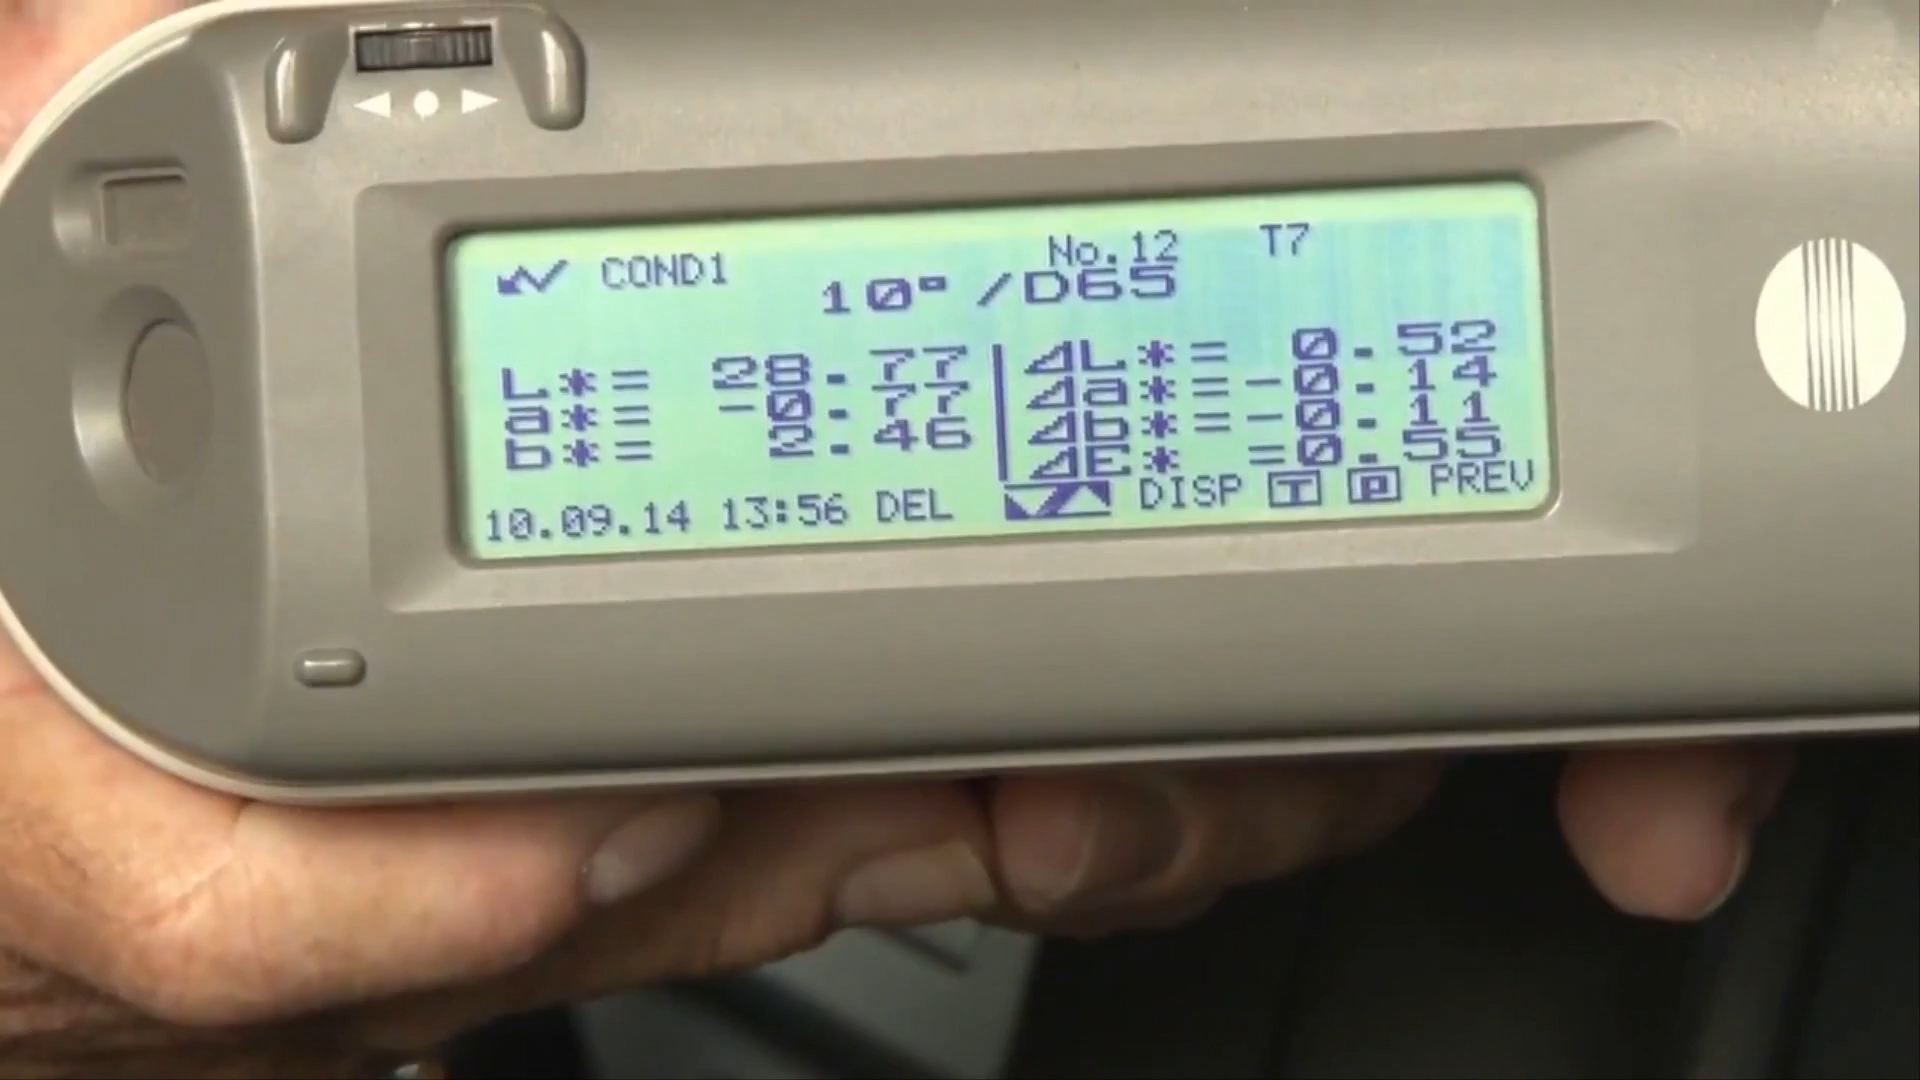 COND1 No.12 T7
10°/D65
L*= 28.77 ΔL*= 0.52
a*= -0.77 Δa*=-0.14
b*= 2.46 Δb*=-0.11
ΔE* =0.55
10.09.14 13:56 DEL DISP T P PREV